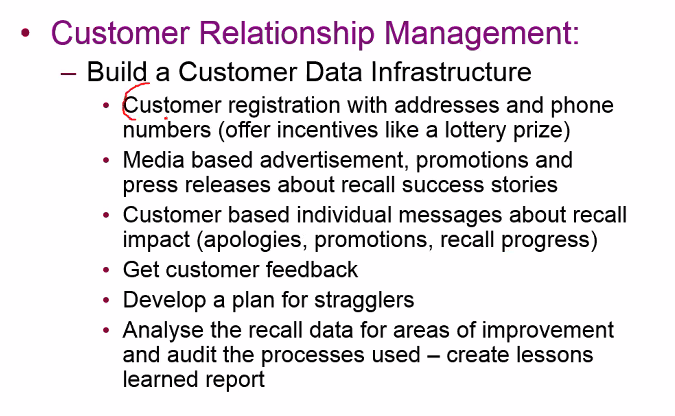 • Customer Relationship Management:
– Build a Customer Data Infrastructure
• Customer registration with addresses and phone
numbers (offer incentives like a lottery prize)
• Media based advertisement, promotions and
press releases about recall success stories
• Customer based individual messages about recall
impact (apologies, promotions, recall progress)
• Get customer feedback
• Develop a plan for stragglers
• Analyse the recall data for areas of improvement
and audit the processes used – create lessons
learned report